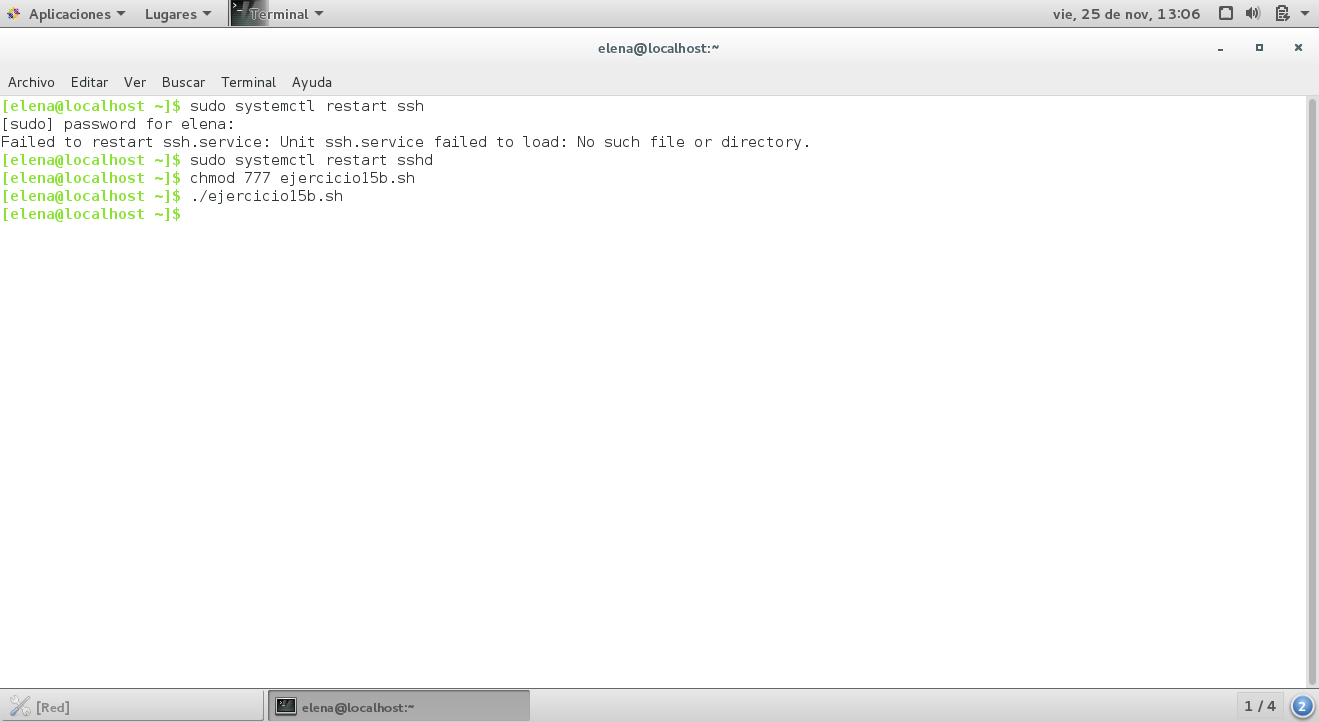 Aplicaciones Lugares Terminal vie, 25 de nov, 13:06
elena@localhost:~
Archivo Editar Ver Buscar Terminal Ayuda
[elena@localhost ~]$ sudo systemctl restart ssh
[sudo] password for elena:
Failed to restart ssh.service: Unit ssh.service failed to load: No such file or directory.
[elena@localhost ~]$ sudo systemctl restart sshd
[elena@localhost ~]$ chmod 777 ejercicio15b.sh
[elena@localhost ~]$ ./ejercicio15b.sh
[elena@localhost ~]$
[Red] elena@localhost:~ 1 / 4 2